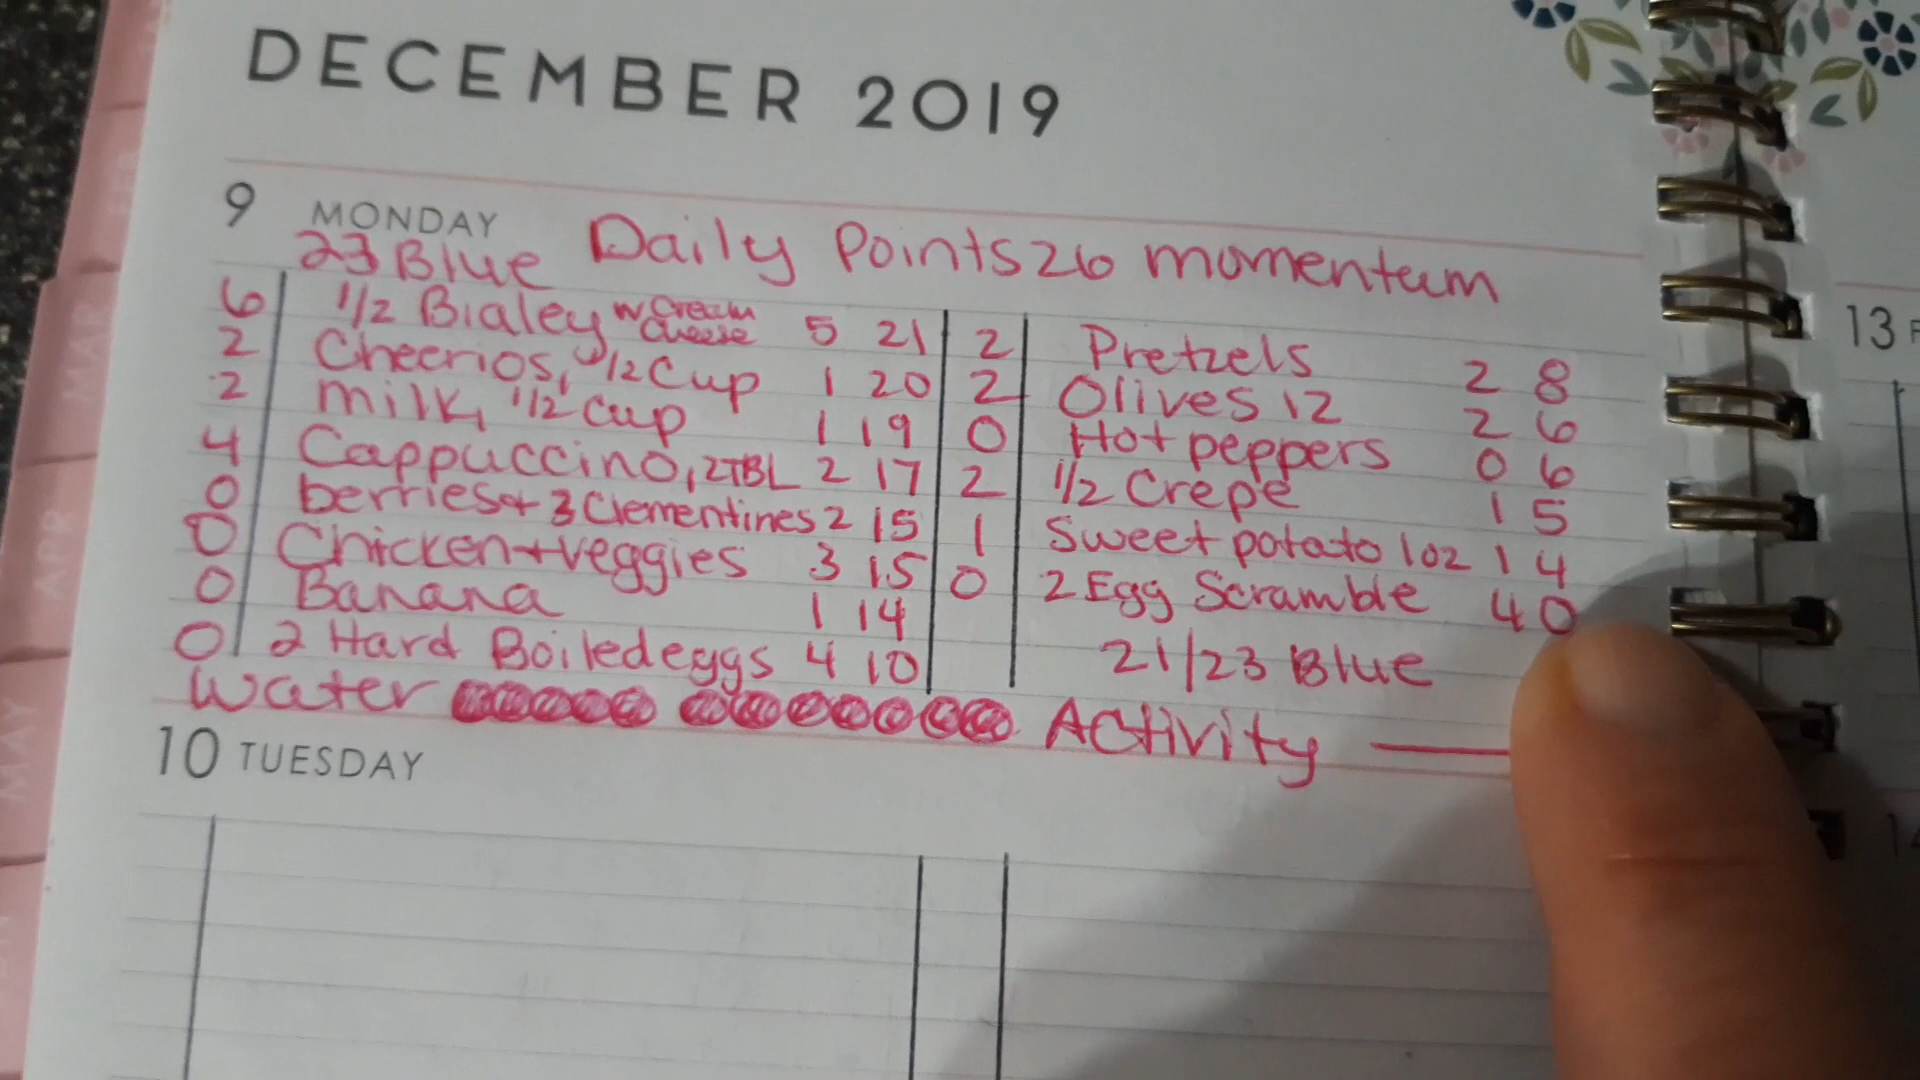 DECEMBER 2019
9 MONDAY
23 Blue Daily Points 26 momentum
6 1/2 Bialey w cream cheese 5 21
2 Cheerios, 1/2 Cup 1 20
2 milk, 1/2 cup 1 19
4 Cappuccino, 2TBL 2 17
0 berries + 3 Clementines 2 15
0 Chicken + veggies 3 15
0 Banana 1 14
0 2 Hard Boiled eggs 4 10
2 Pretzels 2 8
2 Olives 12 2 6
0 Hot peppers 0 6
2 1/2 Crepe 1 5
1 Sweet potato 1oz 1 4
0 2 Egg Scramble 4 0
21/23 Blue
Water Activity
10 TUESDAY
13 F
14
MAR
APR
MAY